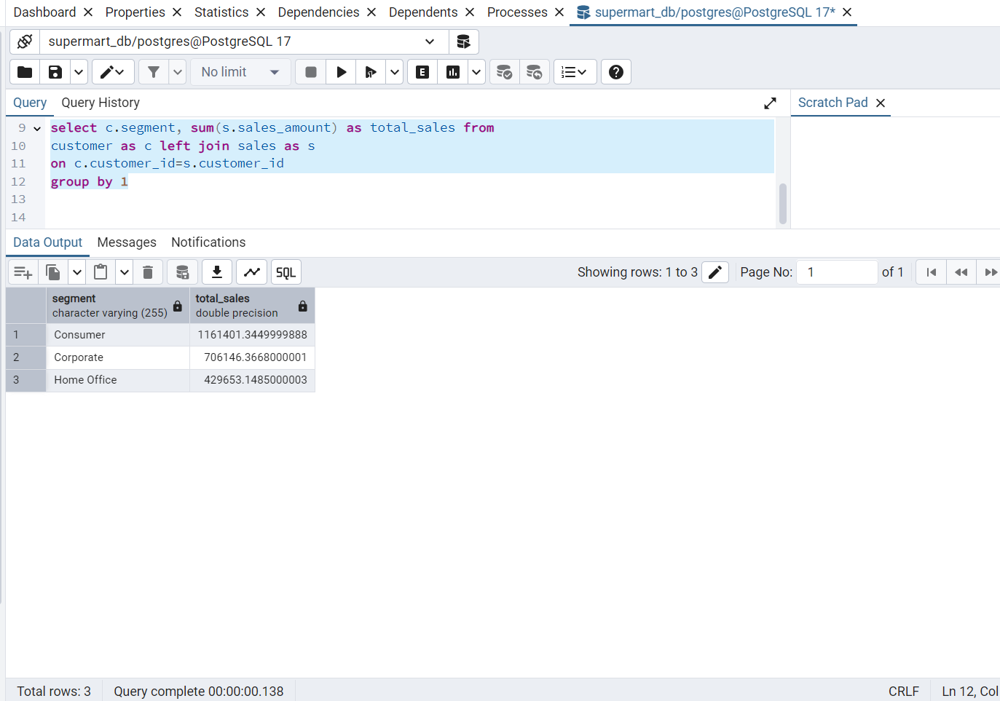 Dashboard Properties Statistics Dependencies Dependents Processes supermart_db/postgres@PostgreSQL 17*
supermart_db/postgres@PostgreSQL 17
No limit E
Query Query History Scratch Pad
9 select c.segment, sum(s.sales_amount) as total_sales from
10 customer as c left join sales as s
11 on c.customer_id=s.customer_id
12 group by 1
13
14
Data Output Messages Notifications
SQL Showing rows: 1 to 3 Page No: 1 of 1
segment total_sales
character varying (255) double precision
1 Consumer 1161401.3449999888
2 Corporate 706146.3668000001
3 Home Office 429653.1485000003
Total rows: 3 Query complete 00:00:00.138 CRLF Ln 12, Col